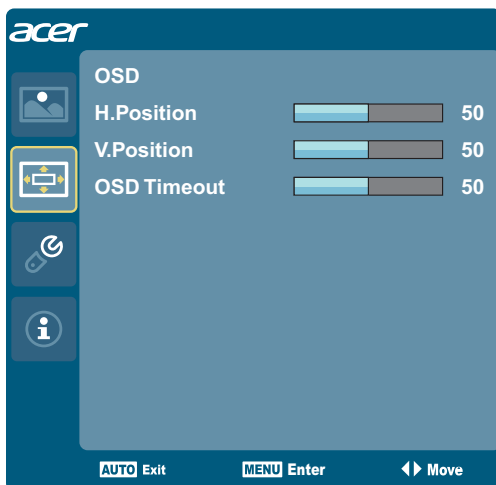 acer
OSD
H.Position 50
V.Position 50
OSD Timeout 50
AUTO Exit MENU Enter Move